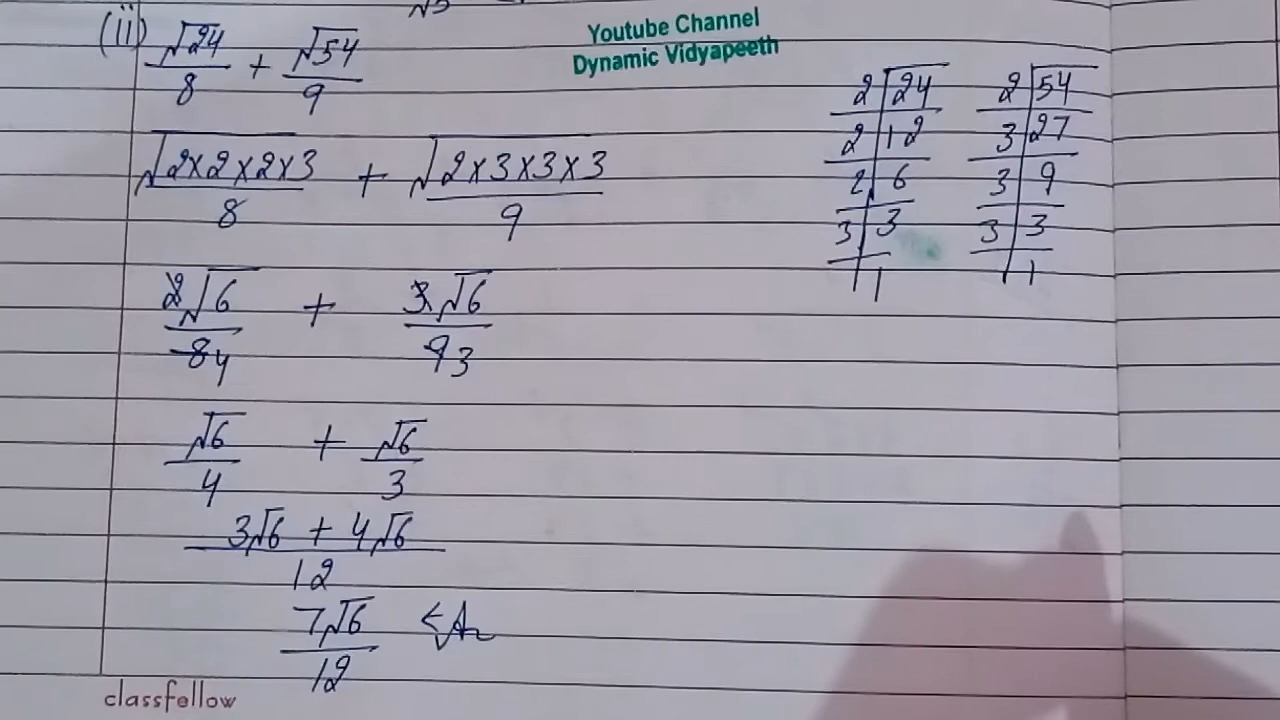 (ii) √24/8 + √54/9
Youtube Channel
Dynamic Vidyapeeth
√2×2×2×3/8 + √2×3×3×3/9
2√6/8 4 + 3√6/9 3
√6/4 + √6/3
3√6 + 4√6/12
7√6/12
2 24
2 12
2 6
3 3
1
2 54
3 27
3 9
3 3
1
classfellow